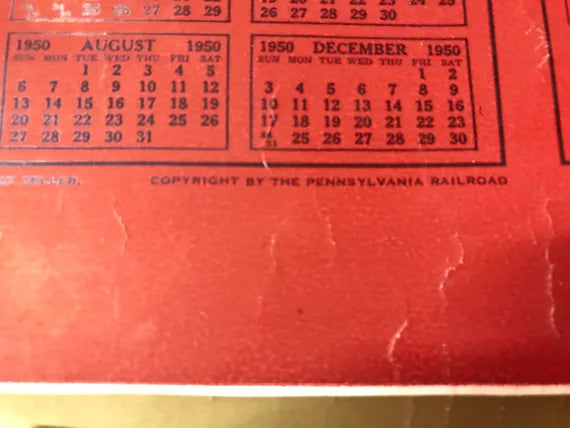 28 29
26 27 28 29 30
1950 AUGUST 1950
SUN MON TUE WED THU FRI SAT
1 2 3 4 5
6 7 8 9 10 11 12
13 14 15 16 17 18 19
20 21 22 23 24 25 26
27 28 29 30 31
1950 DECEMBER 1950
SUN MON TUE WED THU FRI SAT
1 2
3 4 5 6 7 8 9
10 11 12 13 14 15 16
17 18 19 20 21 22 23
24/31 25 26 27 28 29 30
COPYRIGHT BY THE PENNSYLVANIA RAILROAD